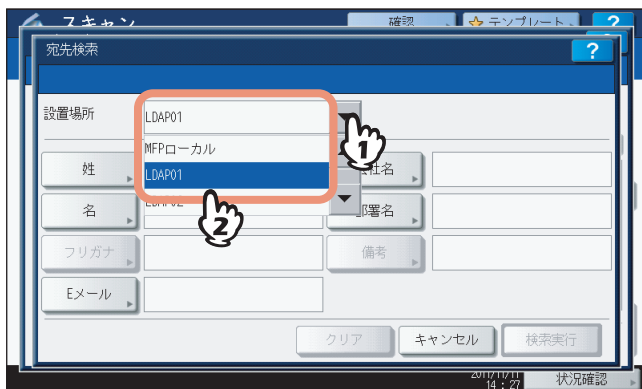 スキャン
確認
テンプレート
?
宛先検索
?
設置場所
LDAP01
MFPローカル
LDAP01
1
2
姓
会社名
名
部署名
フリガナ
備考
Eメール
クリア
キャンセル
検索実行
2011/11/11
14：27
状況確認